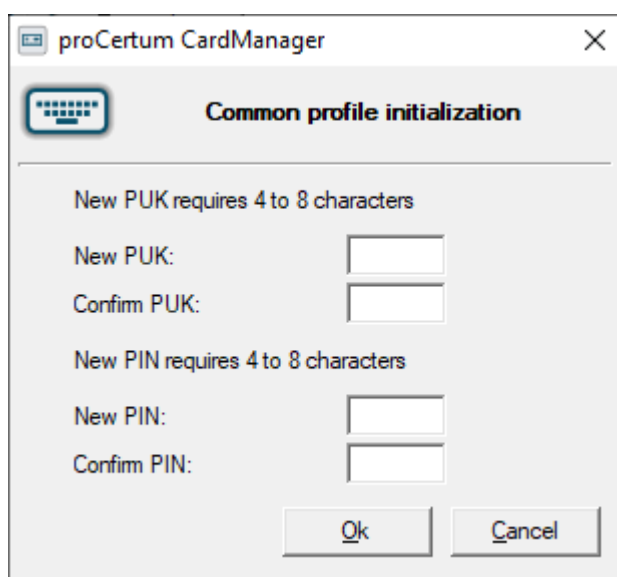 proCertum CardManager
Common profile initialization
New PUK requires 4 to 8 characters
New PUK:
Confirm PUK:
New PIN requires 4 to 8 characters
New PIN:
Confirm PIN:
Ok Cancel